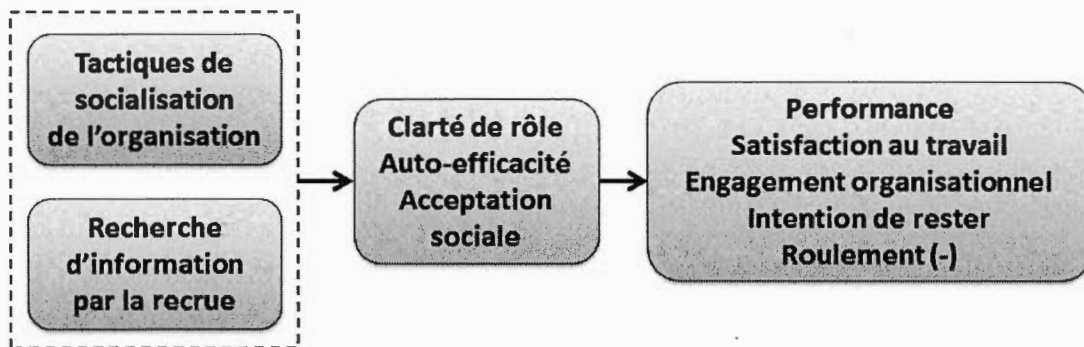 Tactiques de
socialisation
de l'organisation
Recherche
d'information
par la recrue
Clarté de rôle
Auto-efficacité
Acceptation
sociale
Performance
Satisfaction au travail
Engagement organisationnel
Intention de rester
Roulement (-)